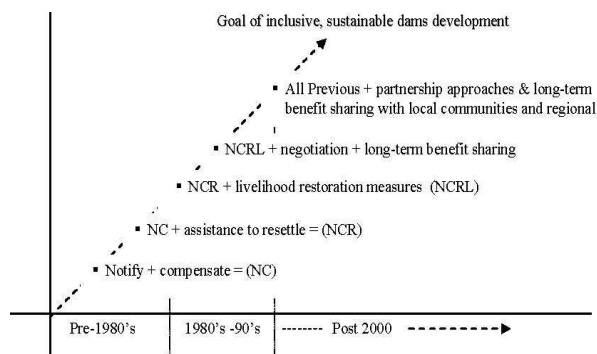 Goal of inclusive, sustainable dams development
All Previous + partnership approaches & long-term
benefit sharing with local communities and regional
NCRL + negotiation + long-term benefit sharing
NCR + livelihood restoration measures (NCRL)
NC + assistance to resettle = (NCR)
Notify + compensate = (NC)
Pre-1980's 1980's -90's Post 2000